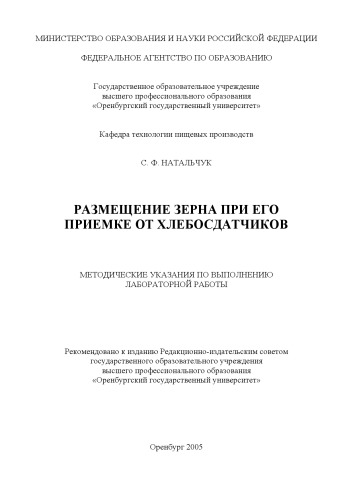 МИНИСТЕРСТВО ОБРАЗОВАНИЯ И НАУКИ РОССИЙСКОЙ ФЕДЕРАЦИИ
ФЕДЕРАЛЬНОЕ АГЕНТСТВО ПО ОБРАЗОВАНИЮ
Государственное образовательное учреждение
высшего профессионального образования
«Оренбургский государственный университет»
Кафедра технологии пищевых производств
С. Ф. НАТАЛЬЧУК
РАЗМЕЩЕНИЕ ЗЕРНА ПРИ ЕГО
ПРИЕМКЕ ОТ ХЛЕБОСДАТЧИКОВ
МЕТОДИЧЕСКИЕ УКАЗАНИЯ ПО ВЫПОЛНЕНИЮ
ЛАБОРАТОРНОЙ РАБОТЫ
Рекомендовано к изданию Редакционно-издательским советом
государственного образовательного учреждения
высшего профессионального образования
«Оренбургский государственный университет»
Оренбург 2005